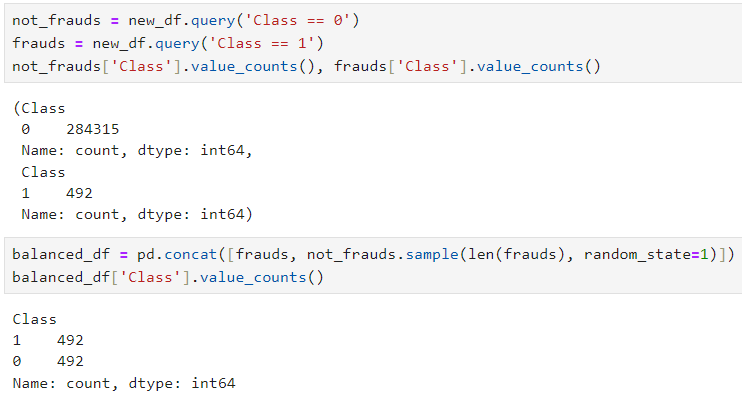 not_frauds = new_df.query('Class == 0')
frauds = new_df.query('Class == 1')
not_frauds['Class'].value_counts(), frauds['Class'].value_counts()
(Class
 0    284315
 Name: count, dtype: int64,
 Class
 1    492
 Name: count, dtype: int64)
balanced_df = pd.concat([frauds, not_frauds.sample(len(frauds), random_state=1)])
balanced_df['Class'].value_counts()
Class
1    492
0    492
Name: count, dtype: int64